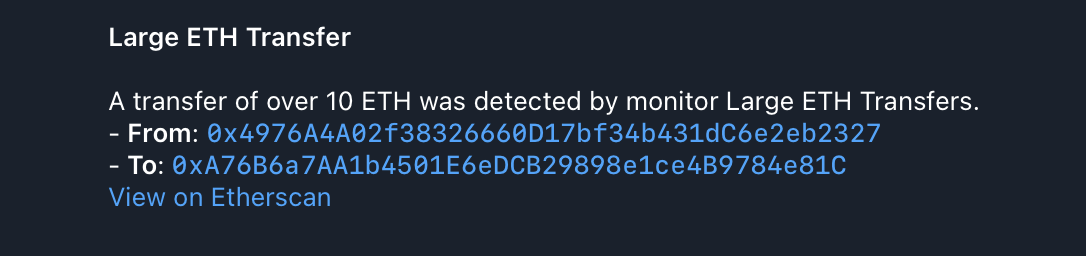 Large ETH Transfer
A transfer of over 10 ETH was detected by monitor Large ETH Transfers.
- From: 0x4976A4A02f38326660D17bf34b431dC6e2eb2327
- To: 0xA76B6a7AA1b4501E6eDCB29898e1ce4B9784e81C
View on Etherscan